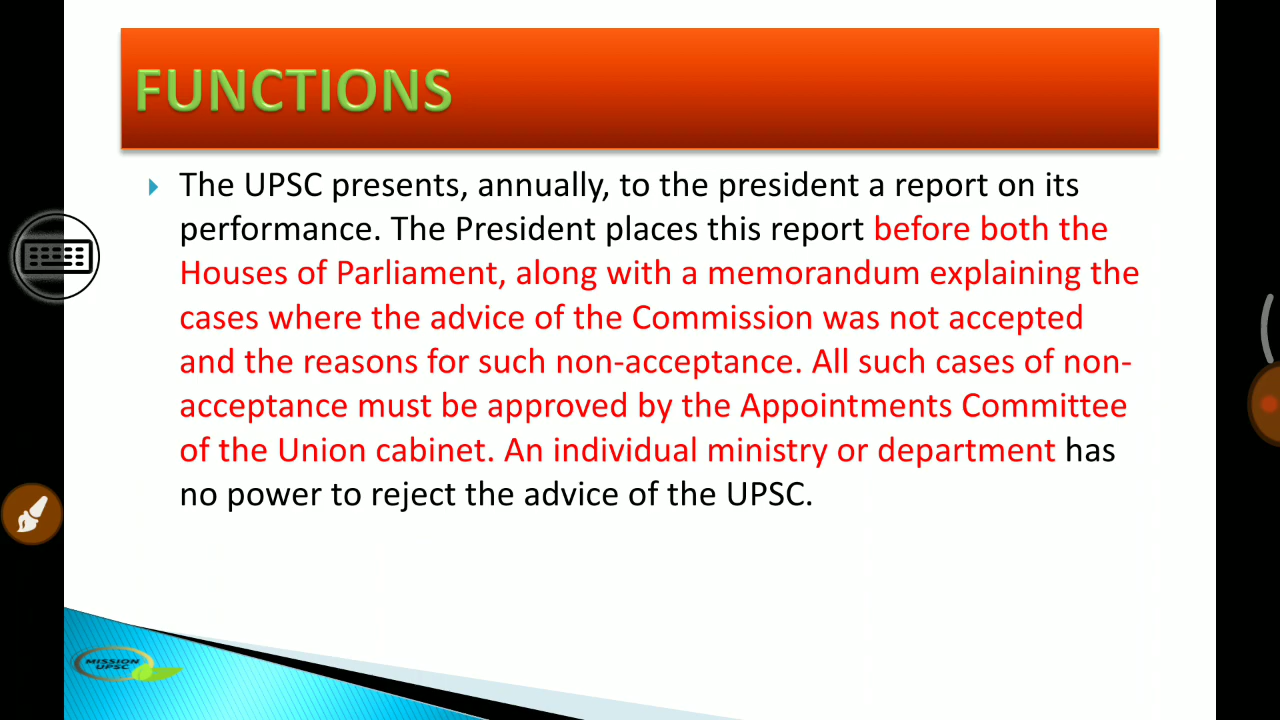 FUNCTIONS
The UPSC presents, annually, to the president a report on its
performance. The President places this report before both the
Houses of Parliament, along with a memorandum explaining the
cases where the advice of the Commission was not accepted
and the reasons for such non-acceptance. All such cases of non-
acceptance must be approved by the Appointments Committee
of the Union cabinet. An individual ministry or department has
no power to reject the advice of the UPSC.
MISSION
UPSC